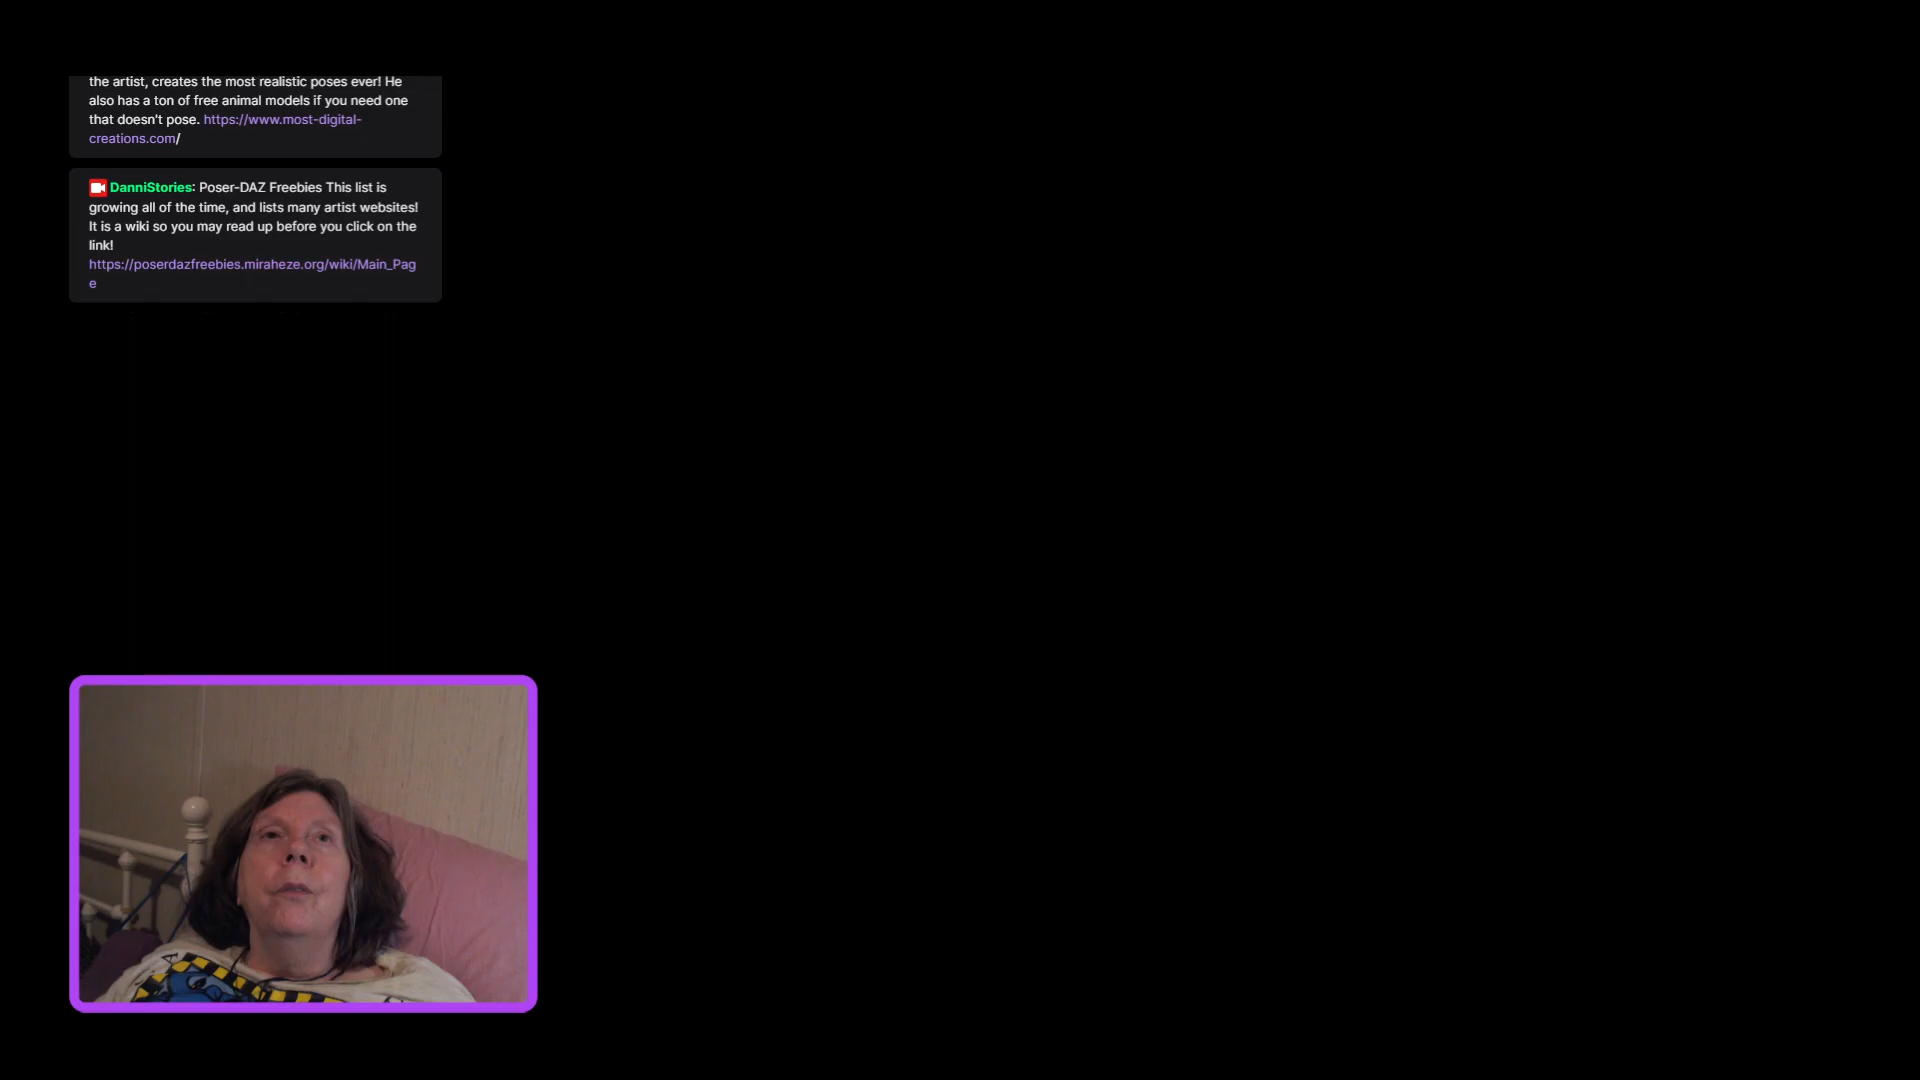 the artist, creates the most realistic poses ever! He
also has a ton of free animal models if you need one
that doesn't pose. https://www.most-digital-
creations.com/
DanniStories: Poser-DAZ Freebies This list is
growing all of the time, and lists many artist websites!
It is a wiki so you may read up before you click on the
link!
https://poserdazfreebies.miraheze.org/wiki/Main_Pag
e